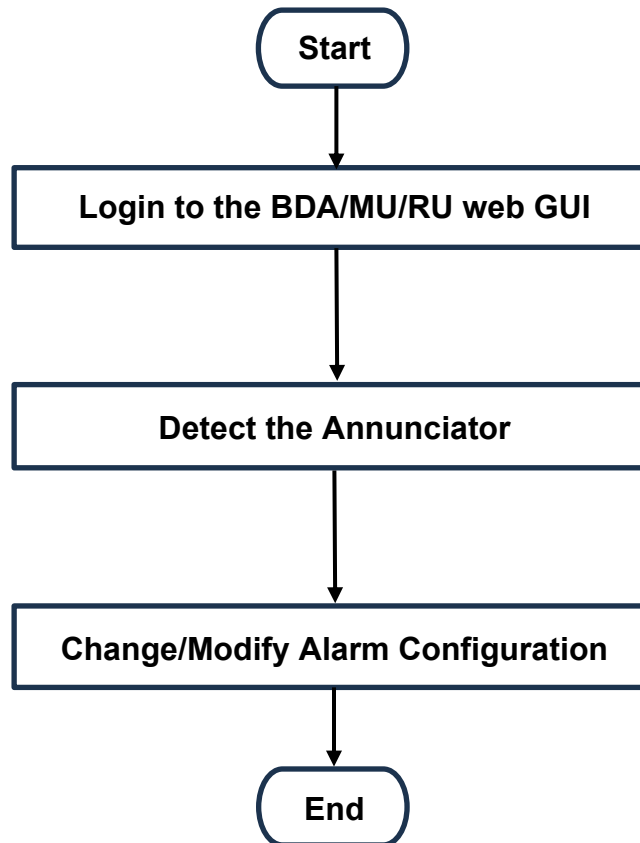 Start
Login to the BDA/MU/RU web GUI
Detect the Annunciator
Change/Modify Alarm Configuration
End